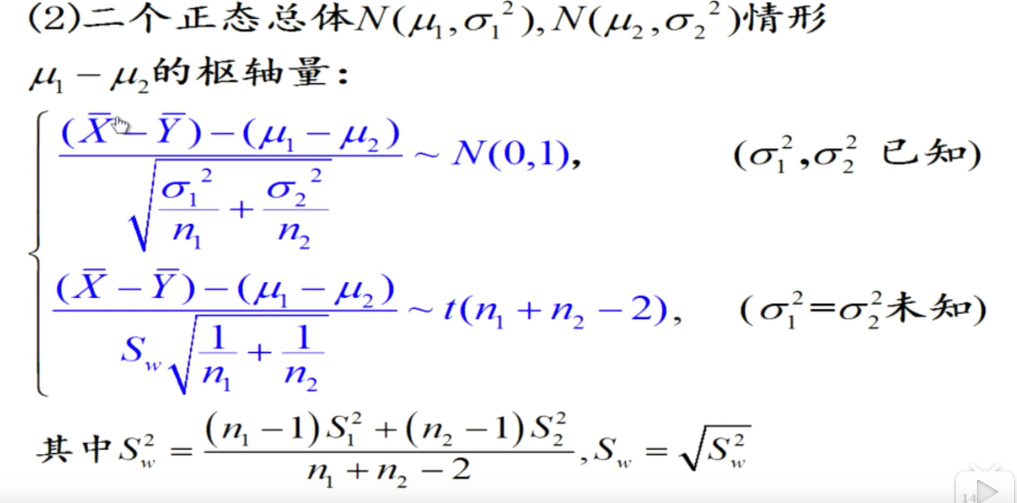 (2)二个正态总体N(μ₁,σ₁²),N(μ₂,σ₂²)情形
μ₁ − μ₂的枢轴量：
((X̄ − Ȳ) − (μ₁ − μ₂)) / √(σ₁²/n₁ + σ₂²/n₂) ~ N(0,1), (σ₁²,σ₂² 已知)
((X̄ − Ȳ) − (μ₁ − μ₂)) / (S_w √(1/n₁ + 1/n₂)) ~ t(n₁ + n₂ − 2), (σ₁²=σ₂²未知)
其中S_w² = ((n₁ − 1)S₁² + (n₂ − 1)S₂²) / (n₁ + n₂ − 2), S_w = √(S_w²)
14